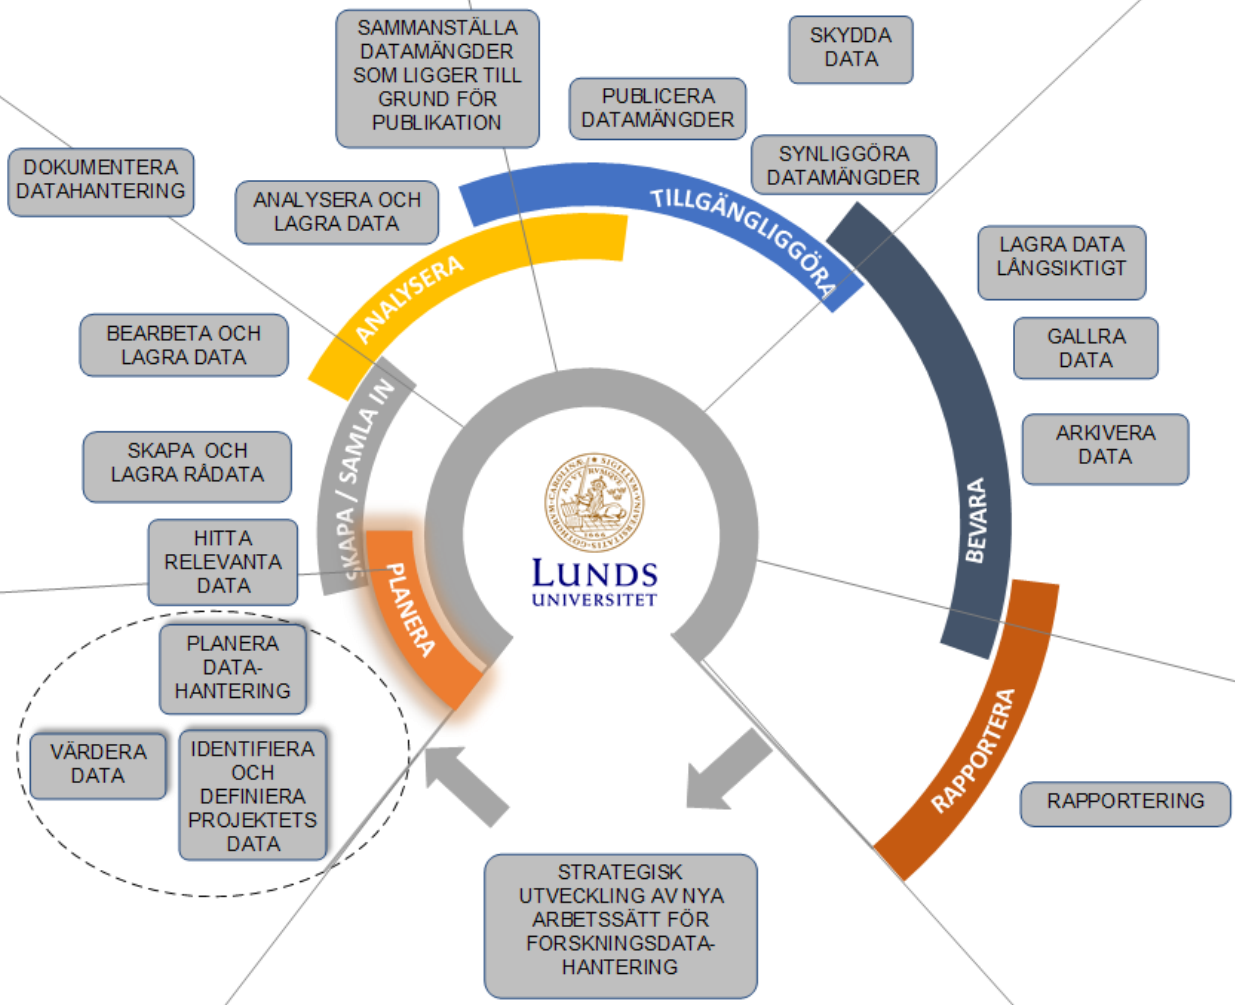 SAMMANSTÄLLA
DATAMÄNGDER
SOM LIGGER TILL
GRUND FÖR
PUBLIKATION
SKYDDA
DATA
PUBLICERA
DATAMÄNGDER
SYNLIGGÖRA
DATAMÄNGDER
DOKUMENTERA
DATAHANTERING
ANALYSERA OCH
LAGRA DATA
TILLGÄNGLIGGÖRA
ANALYSERA
LAGRA DATA
LÅNGSIKTIGT
BEARBETA OCH
LAGRA DATA
GALLRA
DATA
SKAPA / SAMLA IN
SKAPA OCH
LAGRA RÅDATA
ARKIVERA
DATA
BEVARA
HITTA
RELEVANTA
DATA
PLANERA
1666
LUNDS
UNIVERSITET
PLANERA
DATA-
HANTERING
VÄRDERA
DATA
IDENTIFIERA
OCH
DEFINIERA
PROJEKTETS
DATA
RAPPORTERA
RAPPORTERING
STRATEGISK
UTVECKLING AV NYA
ARBETSSÄTT FÖR
FORSKNINGSDATA-
HANTERING